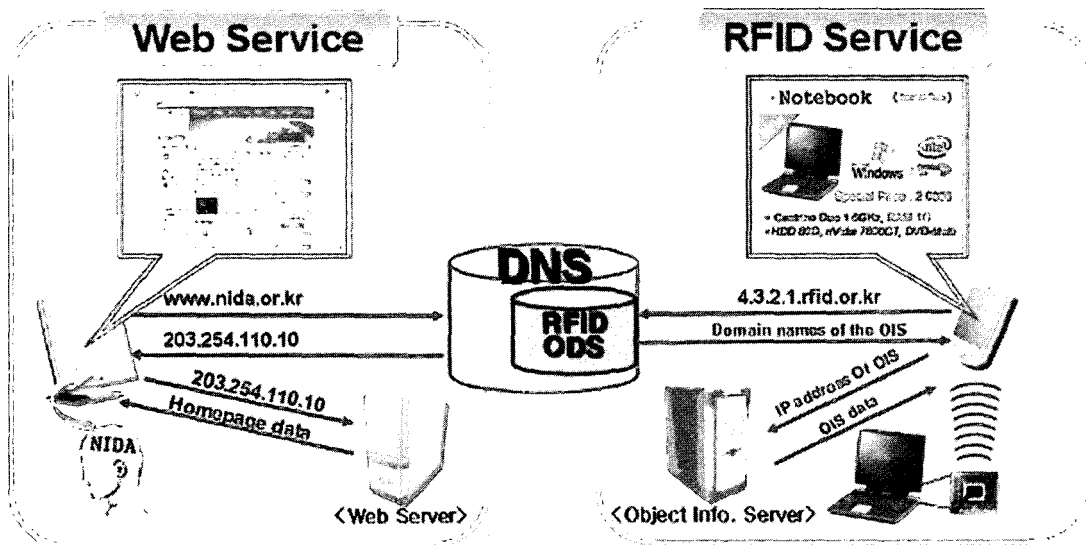 Web Service
RFID Service
Notebook
Windows
intel
DNS
RFID
ODS
www.nida.or.kr
203.254.110.10
203.254.110.10
Homepage data
NIDA
<Web Server>
4.3.2.1.rfid.or.kr
Domain names of the OIS
IP address Of OIS
OIS data
<Object Info. Server>